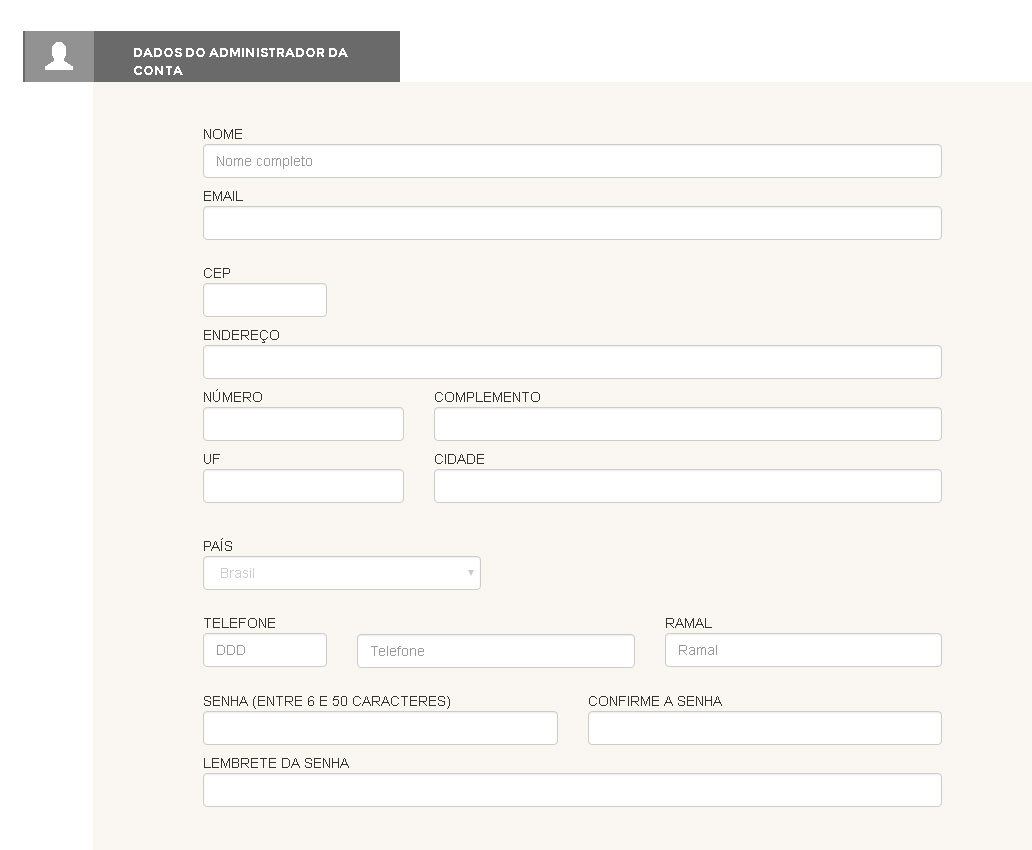 DADOS DO ADMINISTRADOR DA
CONTA
NOME
Nome completo
EMAIL
CEP
ENDEREÇO
NÚMERO COMPLEMENTO
UF CIDADE
PAÍS
Brasil
TELEFONE RAMAL
DDD Telefone Ramal
SENHA (ENTRE 6 E 50 CARACTERES) CONFIRME A SENHA
LEMBRETE DA SENHA